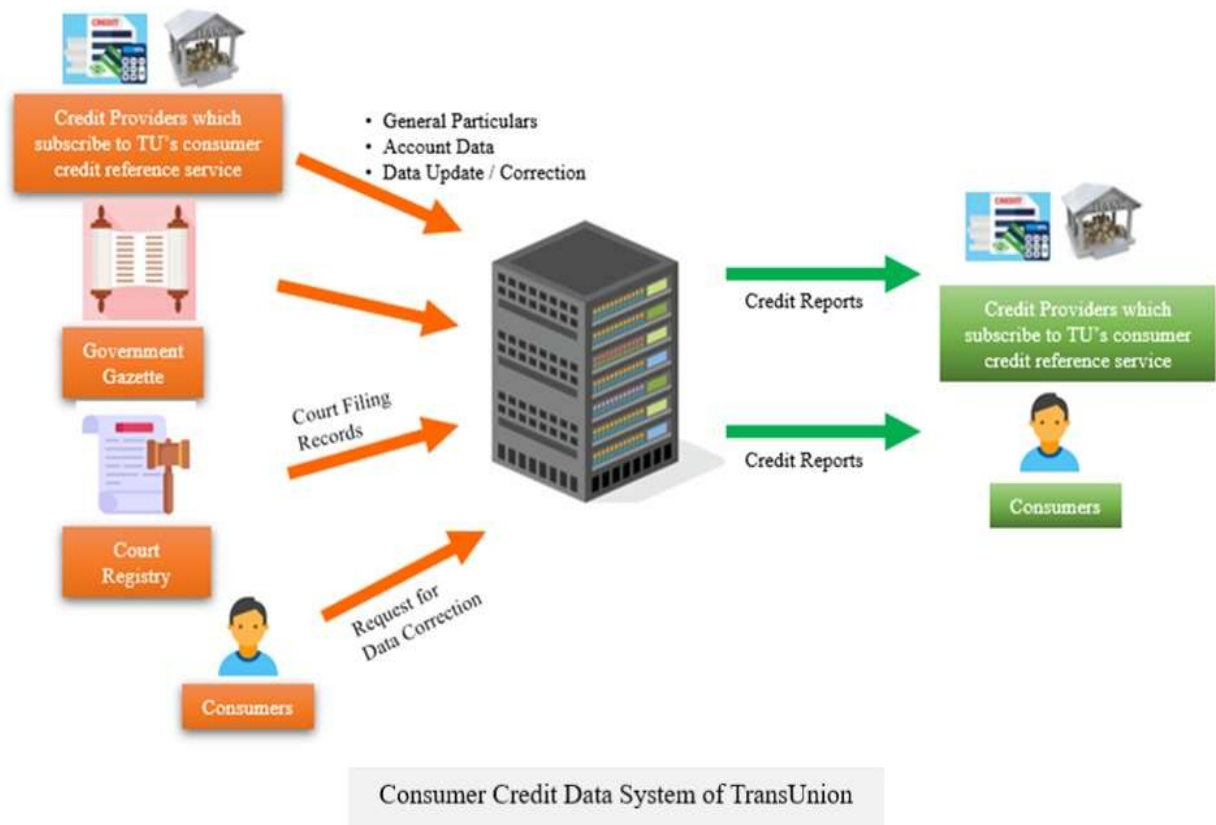 CREDIT
Credit Providers which
subscribe to TU's consumer
credit reference service
• General Particulars
• Account Data
• Data Update / Correction
Government
Gazette
Court Filing
Records
Court
Registry
Request for
Data Correction
Consumers
Credit Reports
Credit Reports
CREDIT
Credit Providers which
subscribe to TU's consumer
credit reference service
Consumers
Consumer Credit Data System of TransUnion